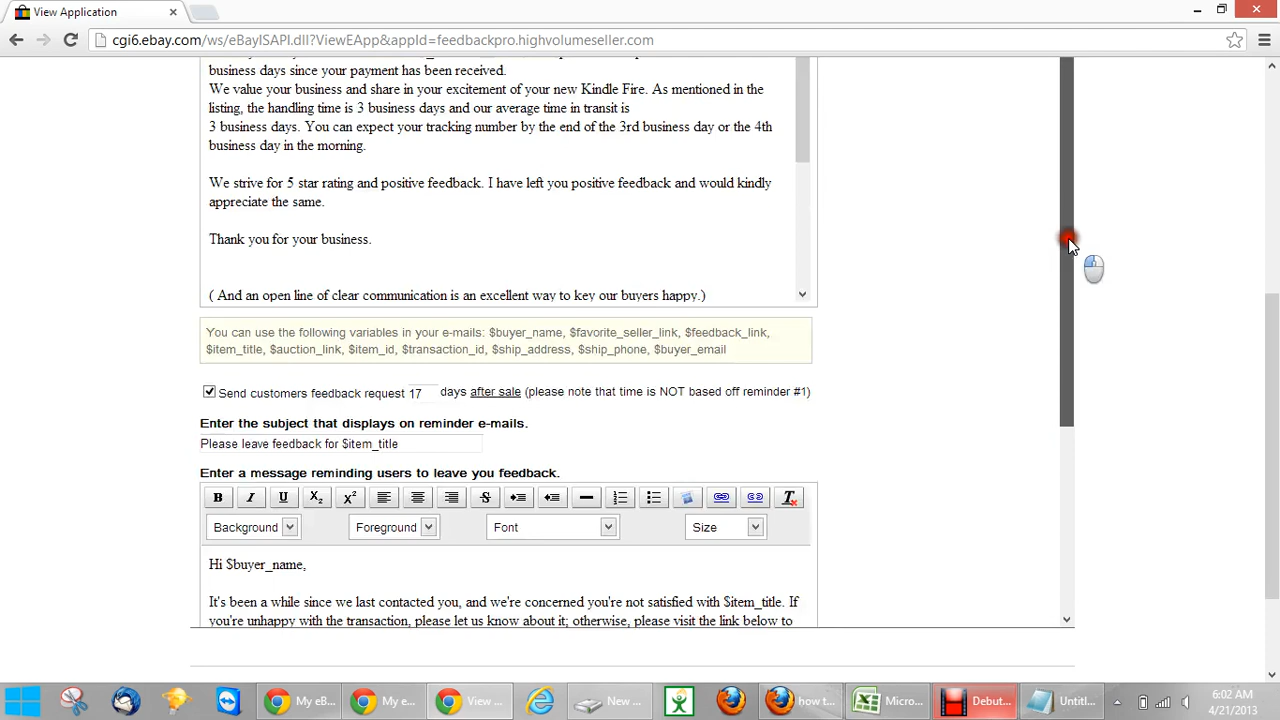 View Application
cgi6.ebay.com/ws/eBayISAPI.dll?ViewEApp&appId=feedbackpro.highvolumeseller.com
business days since your payment has been received.
We value your business and share in your excitement of your new Kindle Fire. As mentioned in the
listing, the handling time is 3 business days and our average time in transit is
3 business days. You can expect your tracking number by the end of the 3rd business day or the 4th
business day in the morning.
We strive for 5 star rating and positive feedback. I have left you positive feedback and would kindly
appreciate the same.
Thank you for your business.
( And an open line of clear communication is an excellent way to key our buyers happy.)
You can use the following variables in your e-mails: $buyer_name, $favorite_seller_link, $feedback_link,
$item_title, $auction_link, $item_id, $transaction_id, $ship_address, $ship_phone, $buyer_email
Send customers feedback request 17 days after sale (please note that time is NOT based off reminder #1)
Enter the subject that displays on reminder e-mails.
Please leave feedback for $item_title
Enter a message reminding users to leave you feedback.
B I U X2 X2 S T
Background Foreground Font Size
Hi $buyer_name,
It's been a while since we last contacted you, and we're concerned you're not satisfied with $item_title. If
you're unhappy with the transaction, please let us know about it; otherwise, please visit the link below to
My eB... My e... View ... New ... how t... Micro... Debut... Untitl...
6:02 AM
4/21/2013